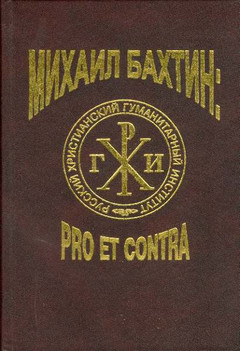 МИХАИЛ БАХТИН:
РУССКИЙ ХРИСТИАНСКИЙ ГУМАНИТАРНЫЙ ИНСТИТУТ
Р
Г И
Х
PRO ET CONTRA